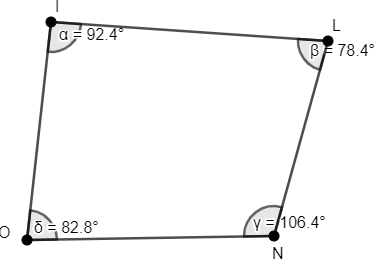 I
L
α = 92.4°
β = 78.4°
O
δ = 82.8°
γ = 106.4°
N